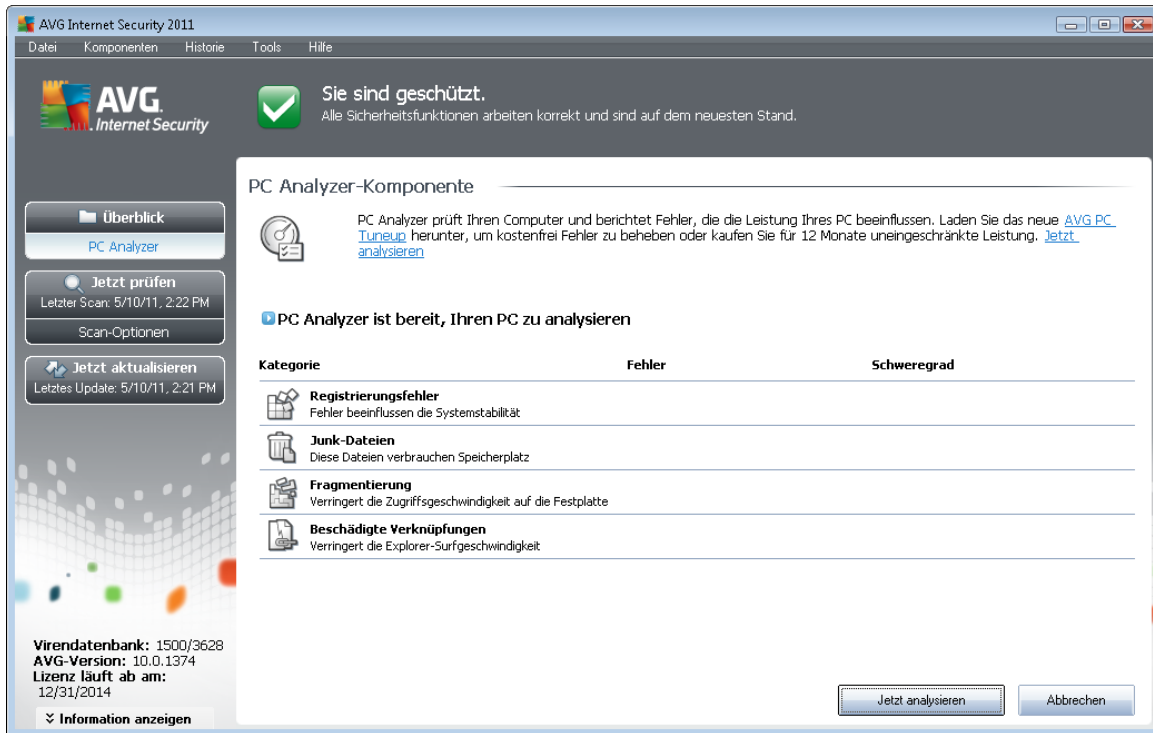 AVG Internet Security 2011
Datei Komponenten Historie Tools Hilfe
AVG.
Internet Security
Sie sind geschützt.
Alle Sicherheitsfunktionen arbeiten korrekt und sind auf dem neuesten Stand.
Überblick
PC Analyzer
Jetzt prüfen
Letzter Scan: 5/10/11, 2:22 PM
Scan-Optionen
Jetzt aktualisieren
Letztes Update: 5/10/11, 2:21 PM
Virendatenbank: 1500/3628
AVG-Version: 10.0.1374
Lizenz läuft ab am:
12/31/2014
Information anzeigen
PC Analyzer-Komponente
PC Analyzer prüft Ihren Computer und berichtet Fehler, die die Leistung Ihres PC beeinflussen. Laden Sie das neue AVG PC
Tuneup herunter, um kostenfrei Fehler zu beheben oder kaufen Sie für 12 Monate uneingeschränkte Leistung. Jetzt
analysieren
PC Analyzer ist bereit, Ihren PC zu analysieren
Kategorie Fehler Schweregrad
Registrierungsfehler
Fehler beeinflussen die Systemstabilität
Junk-Dateien
Diese Dateien verbrauchen Speicherplatz
Fragmentierung
Verringert die Zugriffsgeschwindigkeit auf die Festplatte
Beschädigte Verknüpfungen
Verringert die Explorer-Surfgeschwindigkeit
Jetzt analysieren Abbrechen